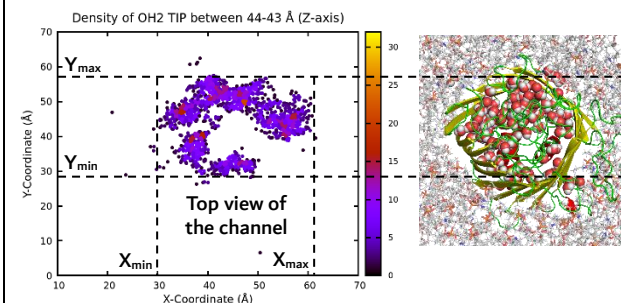 Density of OH2 TIP between 44-43 Å (Z-axis)
70
60
50
40
30
20
10
0
Y-Coordinate (Å)
Ymax
Ymin
Top view of
the channel
Xmin
Xmax
10 20 30 40 50 60 70
X-Coordinate (Å)
30
25
20
15
10
5
0